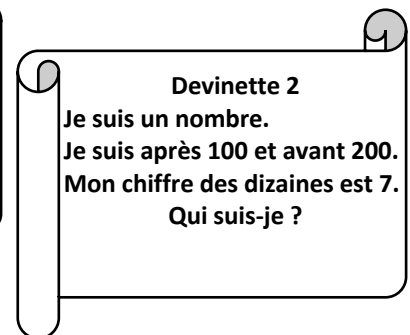 Devinette 2
Je suis un nombre.
Je suis après 100 et avant 200.
Mon chiffre des dizaines est 7.
Qui suis-je ?